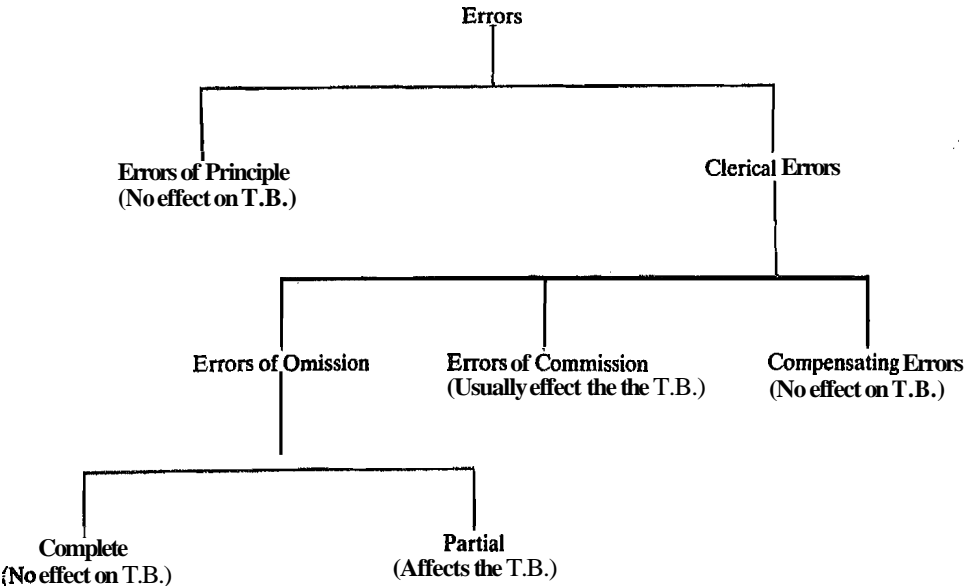 Errors
Errors of Principle
(No effect on T.B.)
Clerical Errors
Errors of Omission
Errors of Commission
(Usually effect the the T.B.)
Compensating Errors
(No effect on T.B.)
Complete
(No effect on T.B.)
Partial
(Affects the T.B.)